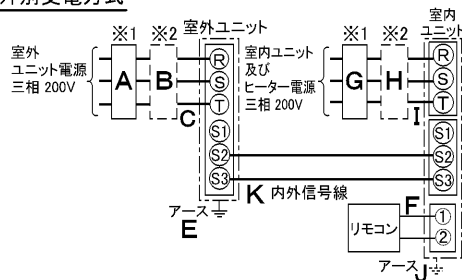 内外別受電方式
※1 ※2 室外ユニット
室外
ユニット電源
三相 200V
A B C
R
S
T
S1
S2
S3
アース
E
※1 ※2 室内
ユニット
室内ユニット
及び
ヒーター電源
三相 200V
G H I
R
S
T
S1
S2
S3
K 内外信号線
F
リモコン
1
2
アース J